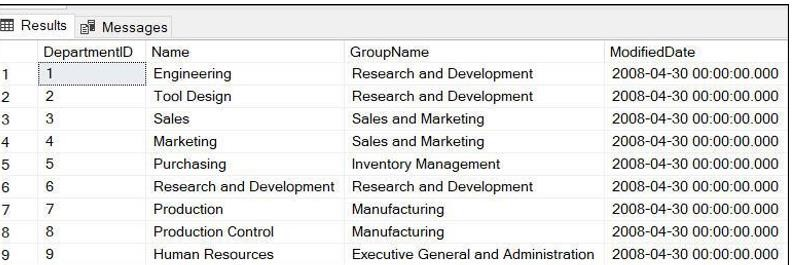 Results Messages
DepartmentID Name GroupName ModifiedDate
1 1 Engineering Research and Development 2008-04-30 00:00:00.000
2 2 Tool Design Research and Development 2008-04-30 00:00:00.000
3 3 Sales Sales and Marketing 2008-04-30 00:00:00.000
4 4 Marketing Sales and Marketing 2008-04-30 00:00:00.000
5 5 Purchasing Inventory Management 2008-04-30 00:00:00.000
6 6 Research and Development Research and Development 2008-04-30 00:00:00.000
7 7 Production Manufacturing 2008-04-30 00:00:00.000
8 8 Production Control Manufacturing 2008-04-30 00:00:00.000
9 9 Human Resources Executive General and Administration 2008-04-30 00:00:00.000